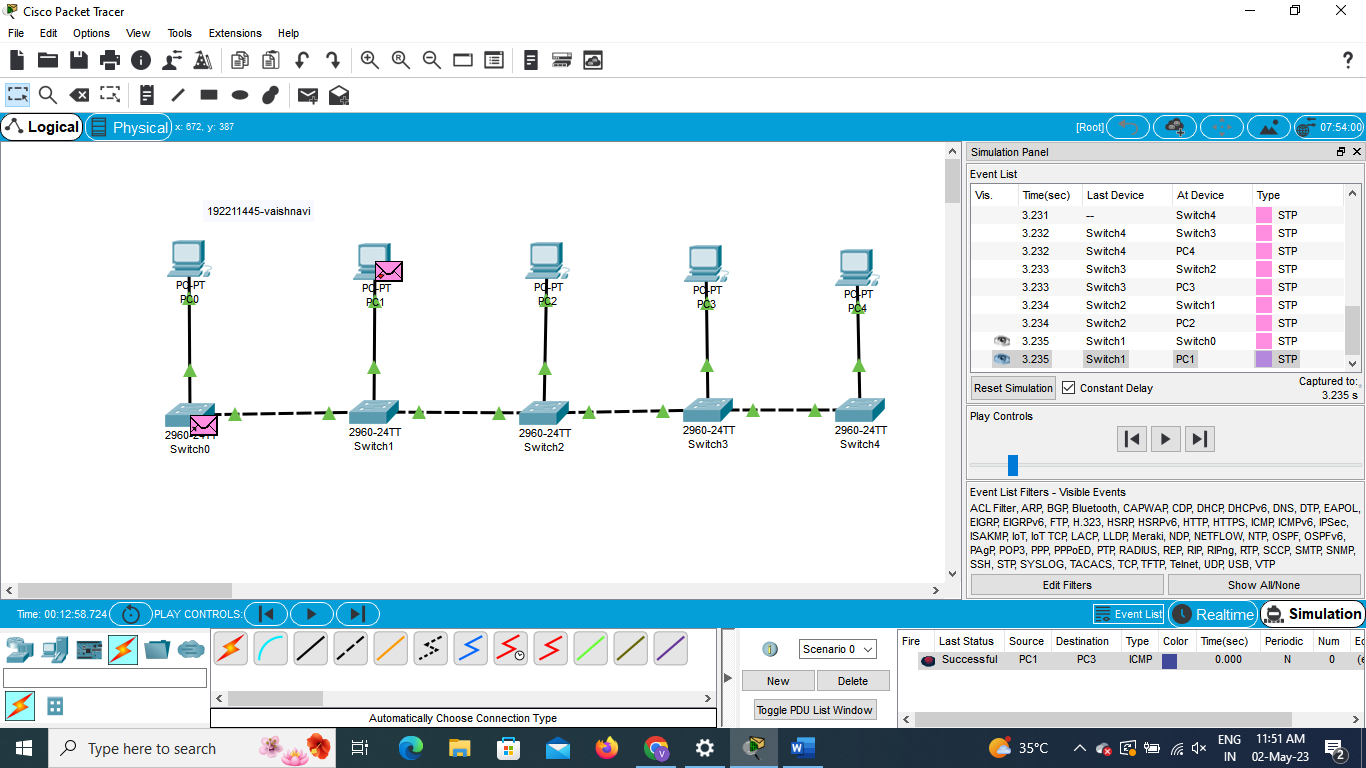 Cisco Packet Tracer
File Edit Options View Tools Extensions Help
?
Logical Physical x: 672, y: 387 [Root] 07:54:00
192211445-vaishnavi
PC-PT
PC0
PC-PT
PC1
PC-PT
PC2
PC-PT
PC3
PC-PT
PC4
2960-24TT
Switch0
2960-24TT
Switch1
2960-24TT
Switch2
2960-24TT
Switch3
2960-24TT
Switch4
Simulation Panel
Event List
Vis. Time(sec) Last Device At Device Type
3.231 -- Switch4 STP
3.232 Switch4 Switch3 STP
3.232 Switch4 PC4 STP
3.233 Switch3 Switch2 STP
3.233 Switch3 PC3 STP
3.234 Switch2 Switch1 STP
3.234 Switch2 PC2 STP
3.235 Switch1 Switch0 STP
3.235 Switch1 PC1 STP
Reset Simulation Constant Delay Captured to:
3.235 s
Play Controls
Event List Filters - Visible Events
ACL Filter, ARP, BGP, Bluetooth, CAPWAP, CDP, DHCP, DHCPv6, DNS, DTP, EAPOL,
EIGRP, EIGRPv6, FTP, H.323, HSRP, HSRPv6, HTTP, HTTPS, ICMP, ICMPv6, IPSec,
ISAKMP, IoT, IoT TCP, LACP, LLDP, Meraki, NDP, NETFLOW, NTP, OSPF, OSPFv6,
PAgP, POP3, PPP, PPPoED, PTP, RADIUS, REP, RIP, RIPng, RTP, SCCP, SMTP, SNMP,
SSH, STP, SYSLOG, TACACS, TCP, TFTP, Telnet, UDP, USB, VTP
Edit Filters Show All/None
Time: 00:12:58.724 PLAY CONTROLS: Event List Realtime Simulation
Automatically Choose Connection Type
Scenario 0
New Delete
Toggle PDU List Window
Fire Last Status Source Destination Type Color Time(sec) Periodic Num Ec
Successful PC1 PC3 ICMP 0.000 N 0 (e
Type here to search
35°C
ENG
IN
11:51 AM
02-May-23
2